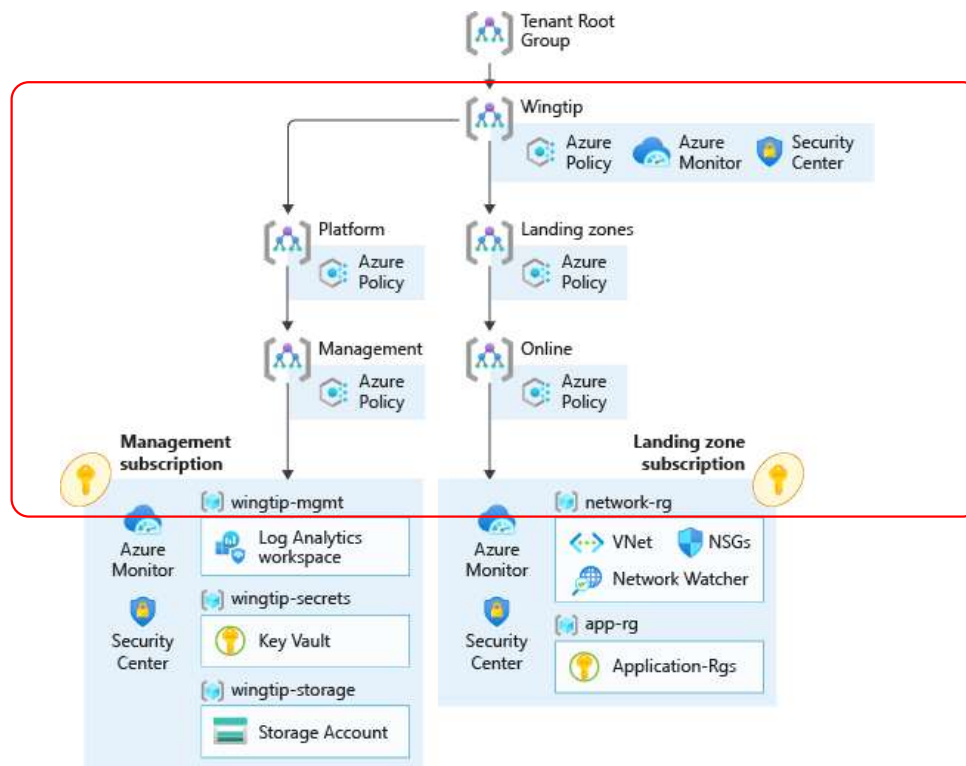 Tenant Root
Group
Wingtip
Azure
Policy
Azure
Monitor
Security
Center
Platform
Azure
Policy
Landing zones
Azure
Policy
Management
Azure
Policy
Online
Azure
Policy
Management
subscription
Landing zone
subscription
Azure
Monitor
Security
Center
wingtip-mgmt
Log Analytics
workspace
wingtip-secrets
Key Vault
wingtip-storage
Storage Account
Azure
Monitor
Security
Center
network-rg
VNet
NSGs
Network Watcher
app-rg
Application-Rgs